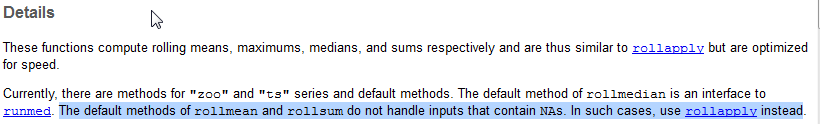 Details
These functions compute rolling means, maximums, medians, and sums respectively and are thus similar to rollapply but are optimized
for speed.
Currently, there are methods for "zoo" and "ts" series and default methods. The default method of rollmedian is an interface to
runmed. The default methods of rollmean and rollsum do not handle inputs that contain NAs. In such cases, use rollapply instead.